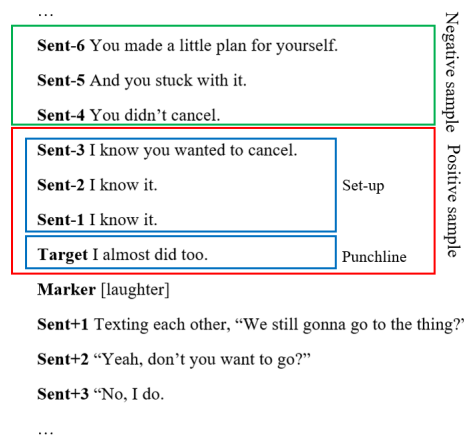 …
Sent-6 You made a little plan for yourself.
Sent-5 And you stuck with it.
Sent-4 You didn’t cancel.
Negative sample
Sent-3 I know you wanted to cancel.
Sent-2 I know it.
Set-up
Sent-1 I know it.
Target I almost did too.
Punchline
Positive sample
Marker [laughter]
Sent+1 Texting each other, “We still gonna go to the thing?”
Sent+2 “Yeah, don’t you want to go?”
Sent+3 “No, I do.
…